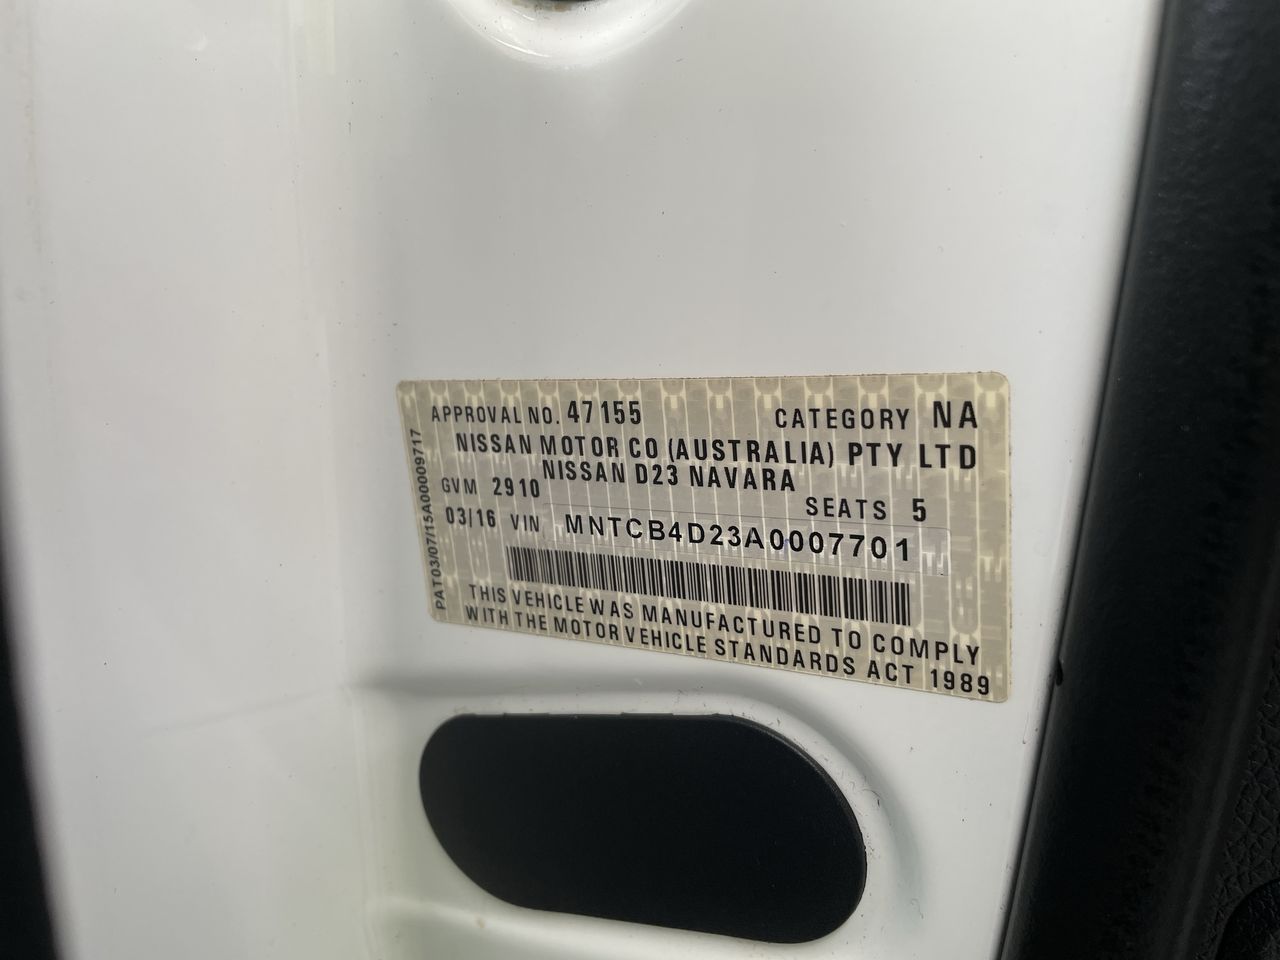 APPROVAL NO. 47155 CATEGORY NA
NISSAN MOTOR CO (AUSTRALIA) PTY LTD
NISSAN D23 NAVARA
GVM 2910 SEATS 5
03/16 VIN MNTCB4D23A0007701
THIS VEHICLE WAS MANUFACTURED TO COMPLY
WITH THE MOTOR VEHICLE STANDARDS ACT 1989
PAT03/07/15A00009717